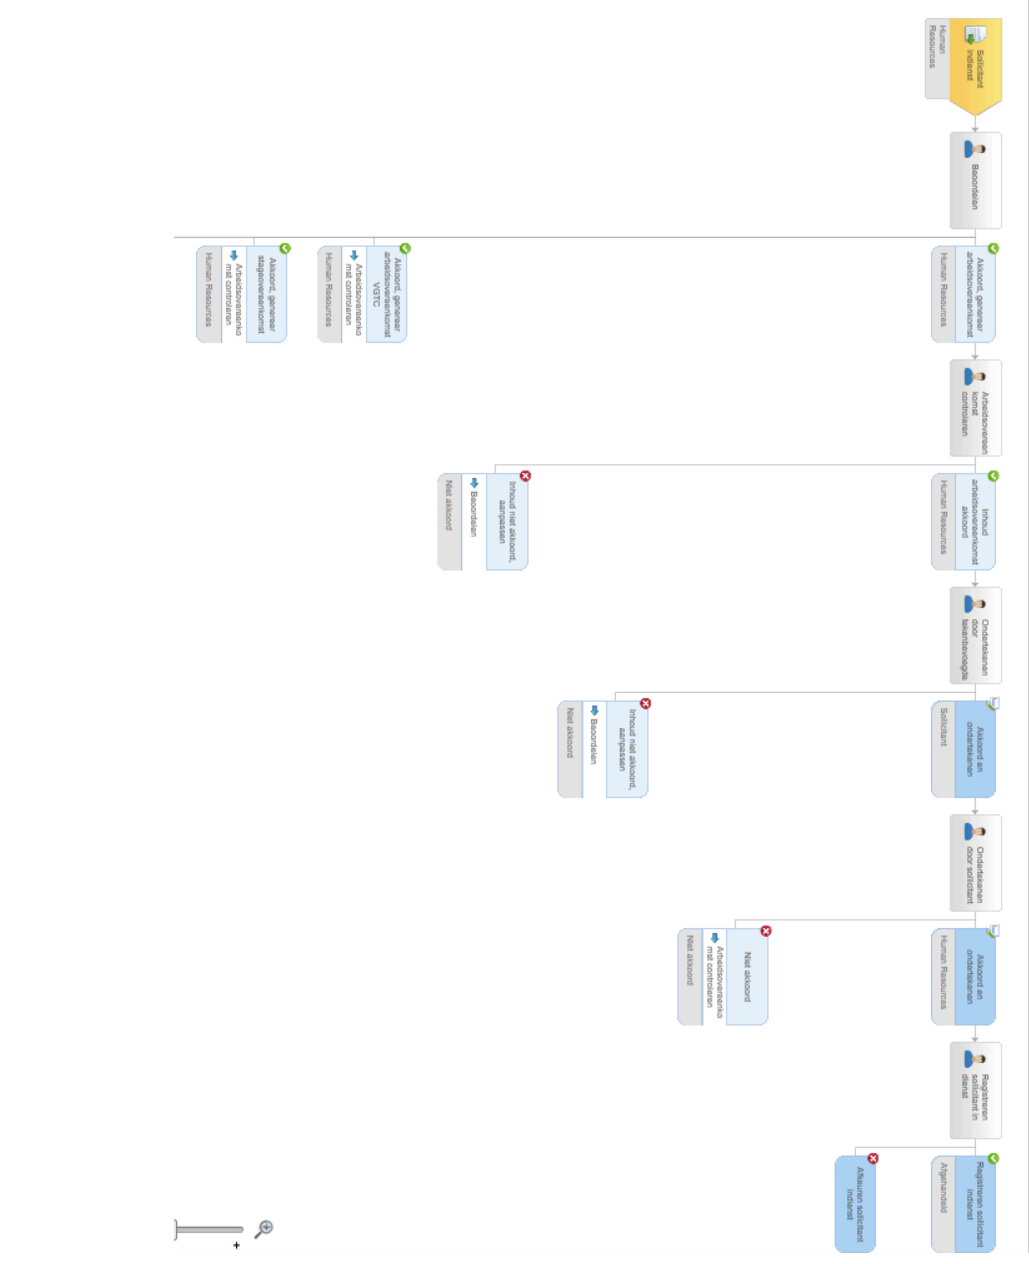 Sollicitant
indienst
Human
Resources
Beoordelen
Akkoord, genereer
arbeidsovereenkomst
Human Resources
Akkoord, genereer
arbeidsovereenkomst
VGTC
Arbeidsovereenko
mst controleren
Human Resources
Akkoord, genereer
stageovereenkomst
Arbeidsovereenko
mst controleren
Human Resources
Arbeidsovereen
komst
controleren
Inhoud
arbeidsovereenkomst
akkoord
Human Resources
Inhoud niet akkoord,
aanpassen
Beoordelen
Niet akkoord
Ondertekenen
door
tekenbevoegde
Akkoord en
ondertekenen
Sollicitant
Inhoud niet akkoord,
aanpassen
Beoordelen
Niet akkoord
Ondertekenen
door sollicitant
Akkoord en
ondertekenen
Human Resources
Niet akkoord
Arbeidsovereenko
mst controleren
Niet akkoord
Registreren
sollicitant in
dienst
Registreren sollicitant
indienst
Afgehandeld
Afkeuren sollicitant
indienst